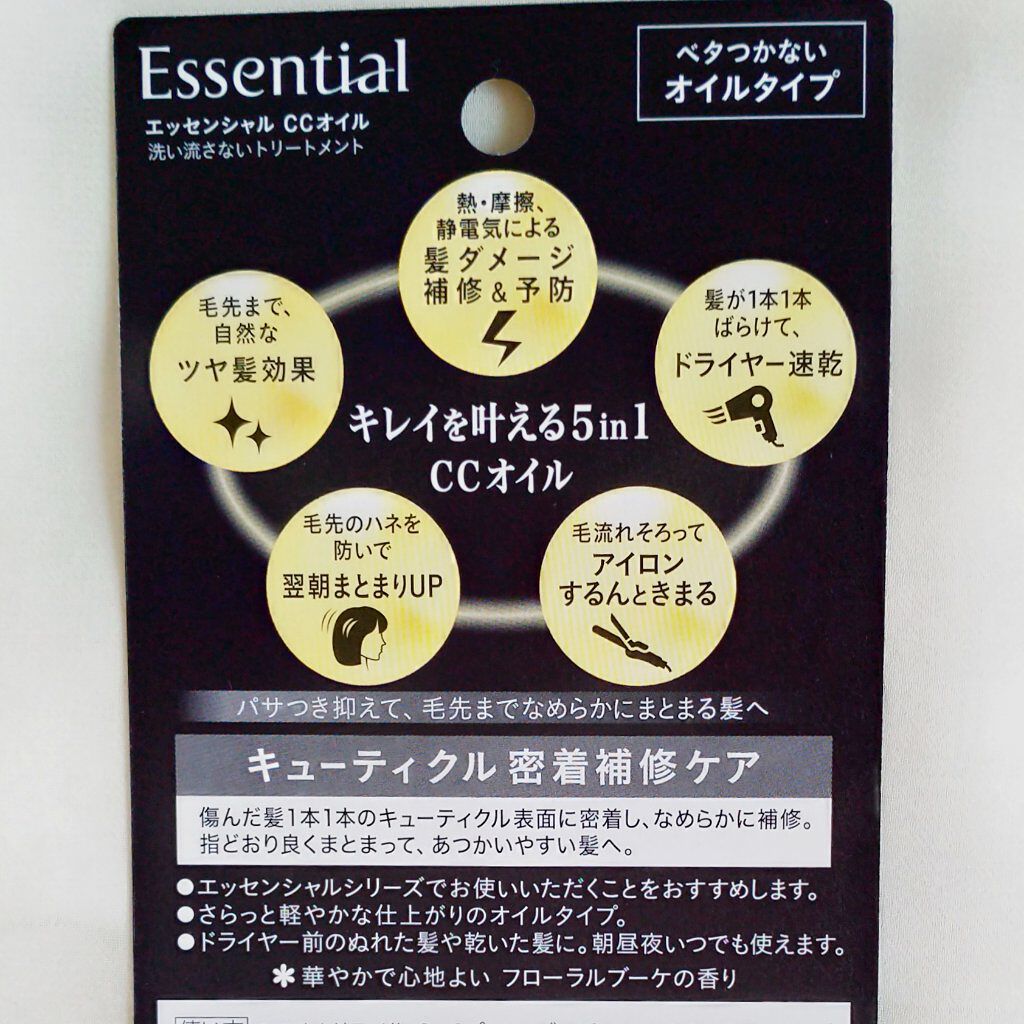 Essential
エッセンシャル CCオイル
洗い流さないトリートメント
ベタつかない
オイルタイプ
熱・摩擦、
静電気による
髪ダメージ
補修&予防
毛先まで、
自然な
ツヤ髪効果
髪が1本1本
ばらけて、
ドライヤー速乾
キレイを叶える5in1
CCオイル
毛先のハネを
防いで
翌朝まとまりUP
毛流れそろって
アイロン
するんときまる
パサつき抑えて、毛先までなめらかにまとまる髪へ
キューティクル密着補修ケア
傷んだ髪1本1本のキューティクル表面に密着し、なめらかに補修。
指どおり良くまとまって、あつかいやすい髪へ。
●エッセンシャルシリーズでお使いいただくことをおすすめします。
●さらっと軽やかな仕上がりのオイルタイプ。
●ドライヤー前のぬれた髪や乾いた髪に。朝昼夜いつでも使えます。
✽華やかで心地よい フローラルブーケの香り